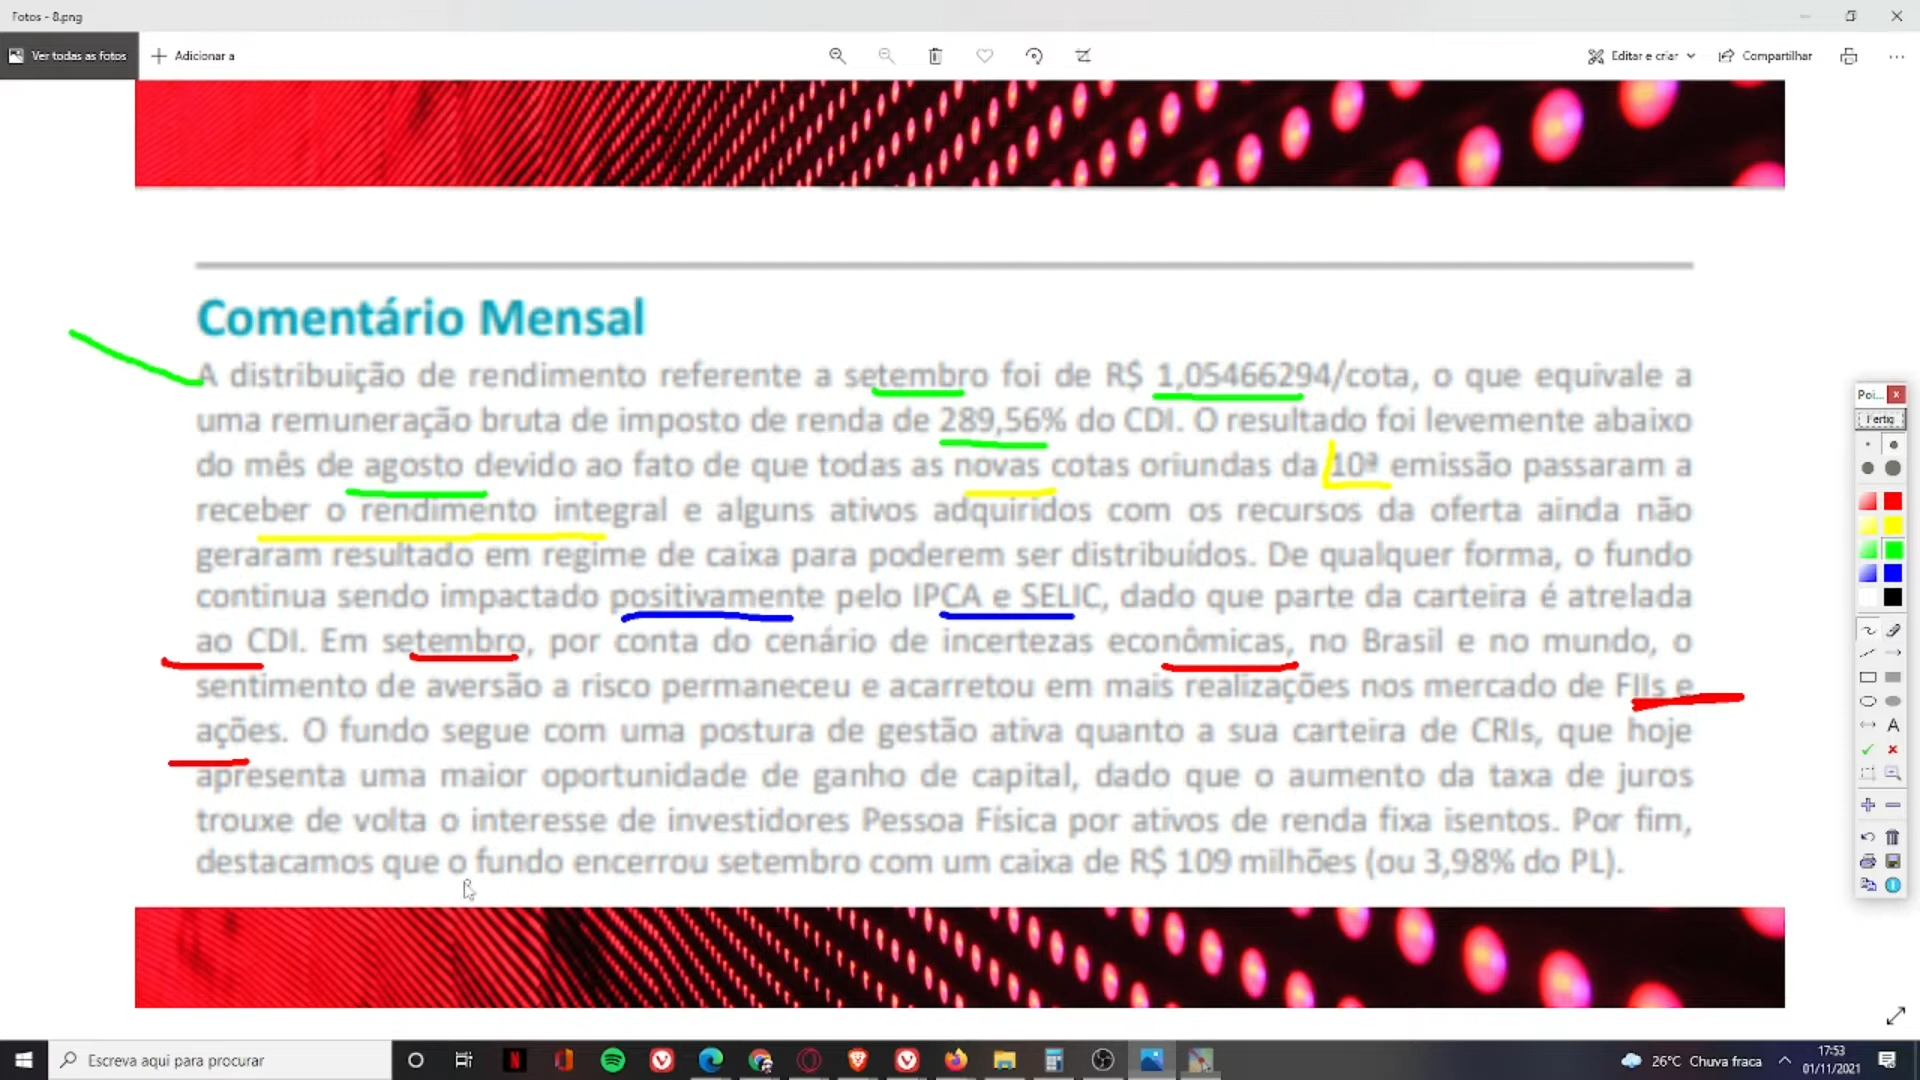 Fotos - 8.png
Ver todas as fotos
Adicionar a
Editar e criar
Compartilhar
Comentário Mensal
A distribuição de rendimento referente a setembro foi de R$ 1,05466294/cota, o que equivale a
uma remuneração bruta de imposto de renda de 289,56% do CDI. O resultado foi levemente abaixo
do mês de agosto devido ao fato de que todas as novas cotas oriundas da 10ª emissão passaram a
receber o rendimento integral e alguns ativos adquiridos com os recursos da oferta ainda não
geraram resultado em regime de caixa para poderem ser distribuídos. De qualquer forma, o fundo
continua sendo impactado positivamente pelo IPCA e SELIC, dado que parte da carteira é atrelada
ao CDI. Em setembro, por conta do cenário de incertezas econômicas, no Brasil e no mundo, o
sentimento de aversão a risco permaneceu e acarretou em mais realizações nos mercado de FIIs e
ações. O fundo segue com uma postura de gestão ativa quanto a sua carteira de CRIs, que hoje
apresenta uma maior oportunidade de ganho de capital, dado que o aumento da taxa de juros
trouxe de volta o interesse de investidores Pessoa Física por ativos de renda fixa isentos. Por fim,
destacamos que o fundo encerrou setembro com um caixa de R$ 109 milhões (ou 3,98% do PL).
Poi...
Fertig
A
Escreva aqui para procurar
26°C Chuva fraca
17:53
01/11/2021